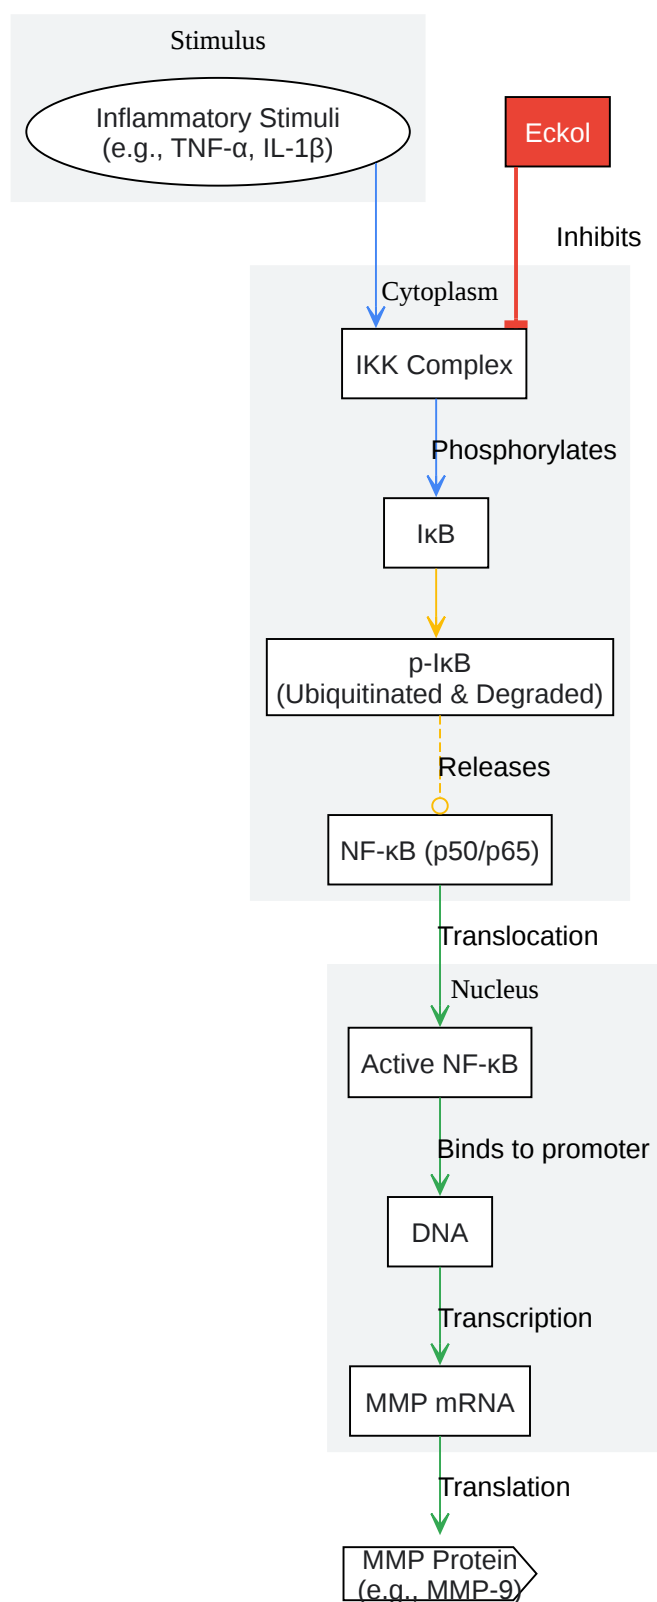 Stimulus
Inflammatory Stimuli
(e.g., TNF-α, IL-1β)
Eckol
Inhibits
Cytoplasm
IKK Complex
Phosphorylates
IκB
p-IκB
(Ubiquitinated & Degraded)
Releases
NF-κB (p50/p65)
Translocation
Nucleus
Active NF-κB
Binds to promoter
DNA
Transcription
MMP mRNA
Translation
MMP Protein
(e.g., MMP-9)